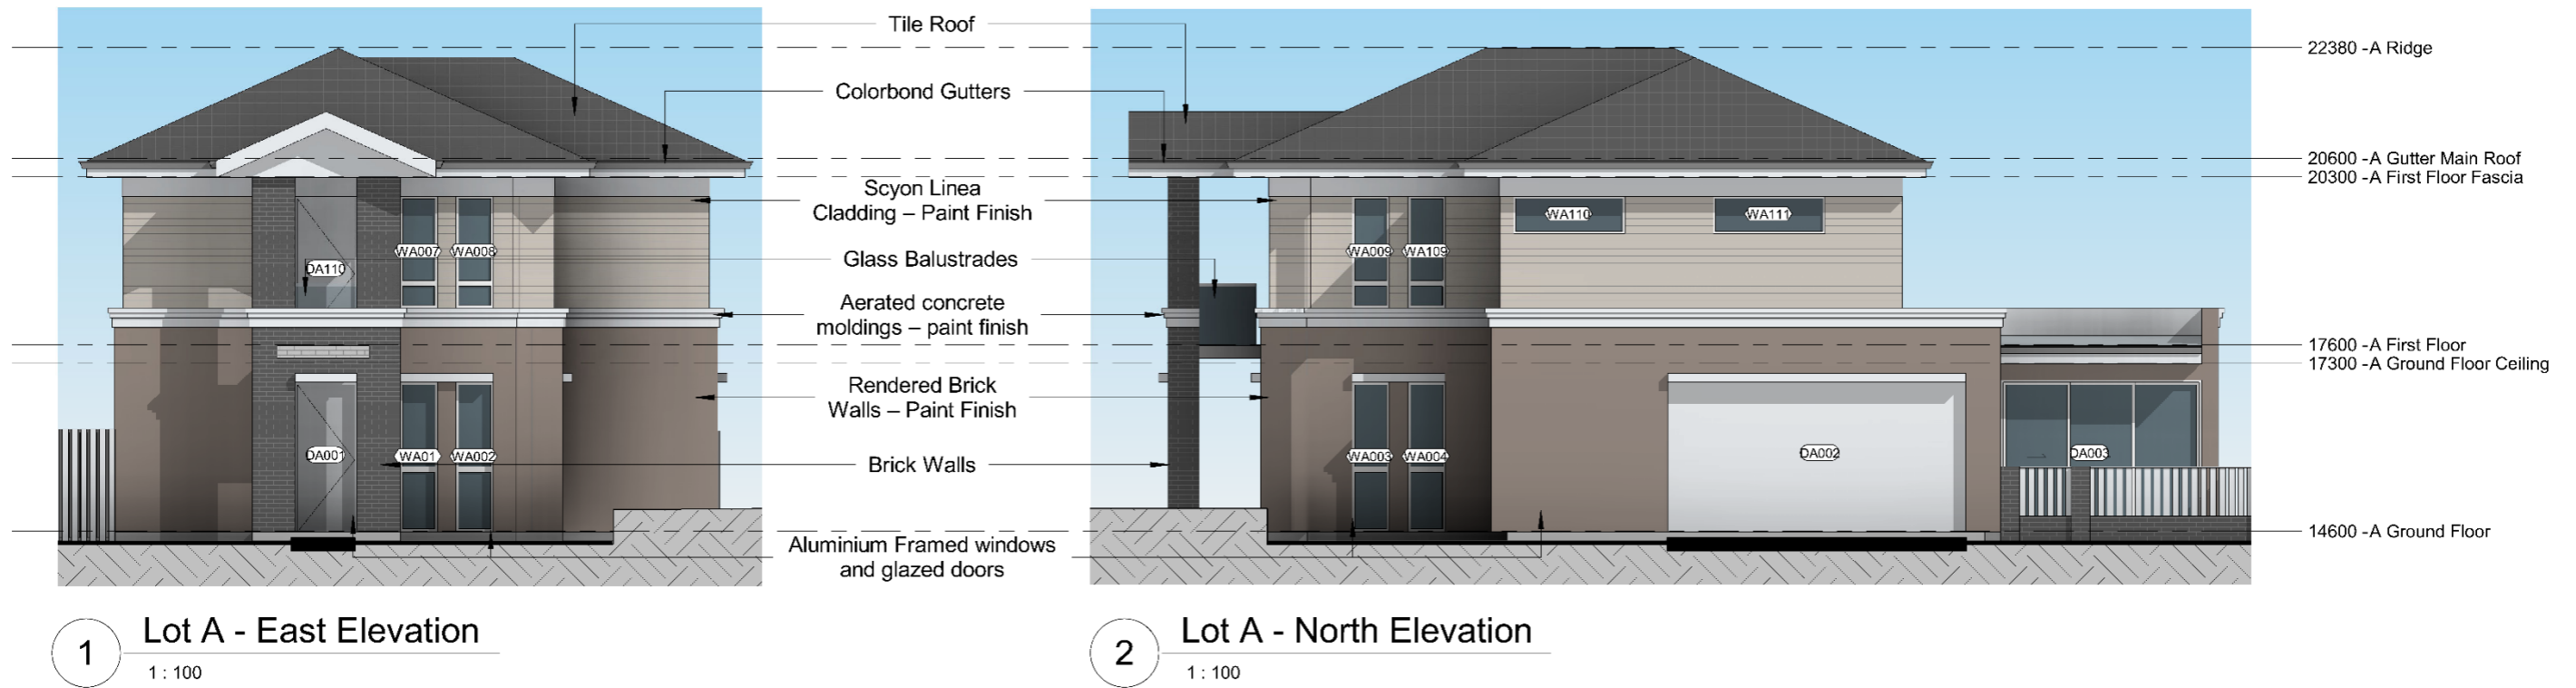 Tile Roof
Colorbond Gutters
Scyon Linea
Cladding – Paint Finish
Glass Balustrades
Aerated concrete
moldings – paint finish
Rendered Brick
Walls – Paint Finish
Brick Walls
Aluminium Framed windows
and glazed doors
22380 -A Ridge
20600 -A Gutter Main Roof
20300 -A First Floor Fascia
17600 -A First Floor
17300 -A Ground Floor Ceiling
14600 -A Ground Floor
DA110
WA007
WA008
DA001
WA01
WA002
WA009
WA109
WA110
WA111
WA003
WA004
DA002
DA003
1
Lot A - East Elevation
1 : 100
2
Lot A - North Elevation
1 : 100